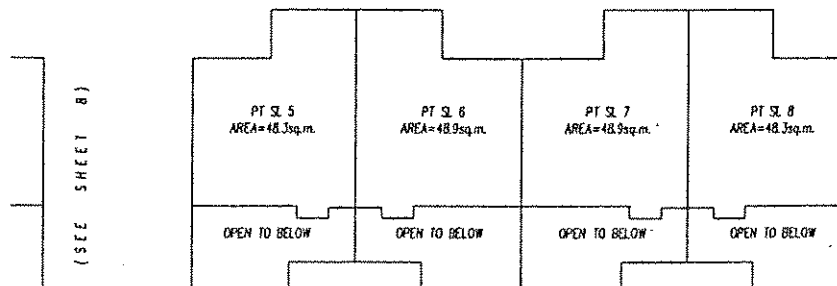 PT SL 5
AREA=48.3sq.m.
PT SL 6
AREA=48.9sq.m.
PT SL 7
AREA=48.9sq.m.
PT SL 8
AREA=48.3sq.m.
(SEE SHEET 8)
OPEN TO BELOW
OPEN TO BELOW
OPEN TO BELOW
OPEN TO BELOW